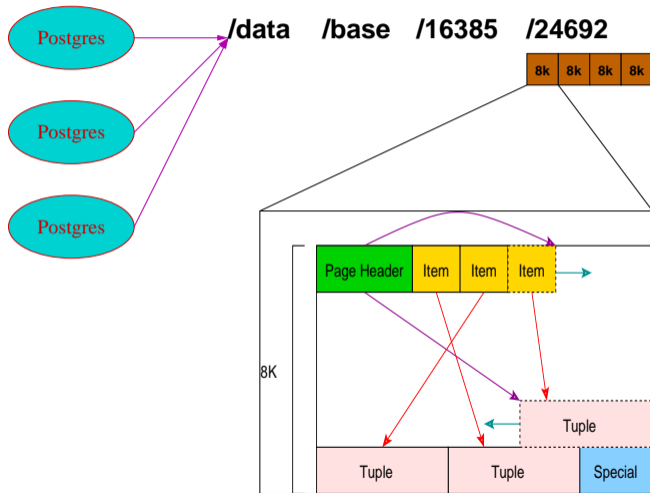 Postgres
/data /base /16385 /24692
8k 8k 8k 8k
Postgres
Postgres
Page Header Item Item Item
8K
Tuple
Tuple Tuple Special